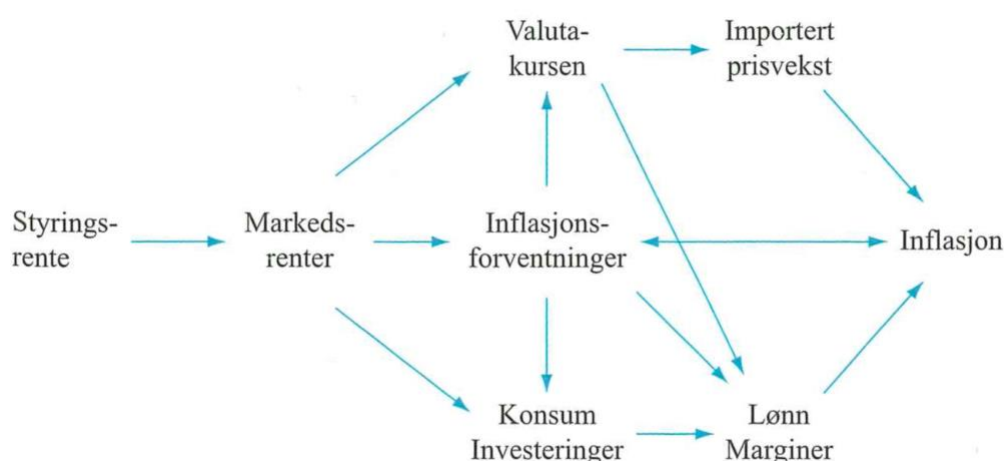 Valuta-
kursen
Importert
prisvekst
Styrings-
rente
Markeds-
renter
Inflasjons-
forventninger
Inflasjon
Konsum
Investeringer
Lønn
Marginer